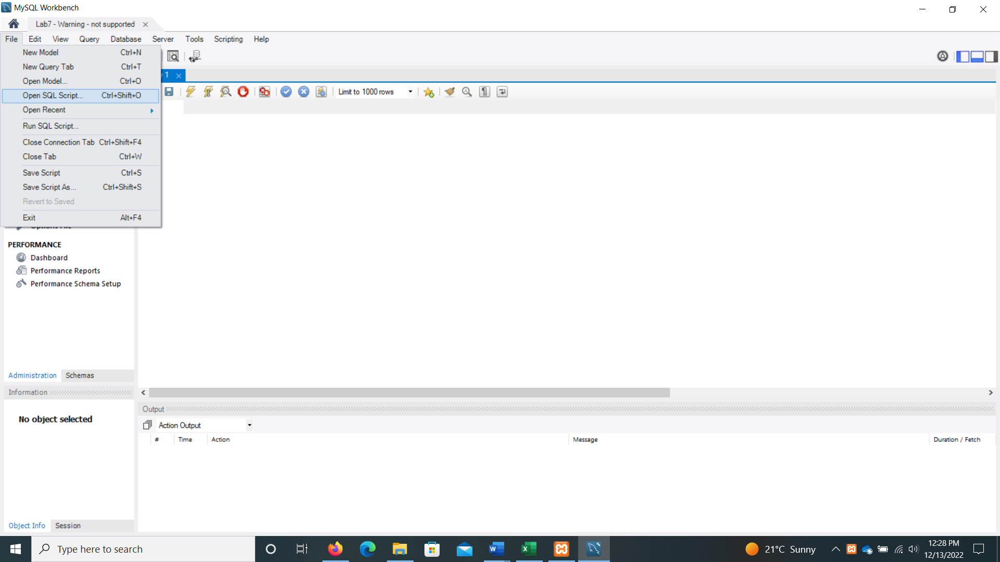 MySQL Workbench
Lab7 - Warning - not supported
File Edit View Query Database Server Tools Scripting Help
New Model Ctrl+N
New Query Tab Ctrl+T
Open Model... Ctrl+O
1
Open SQL Script... Ctrl+Shift+O
Limit to 1000 rows
Open Recent
Run SQL Script...
Close Connection Tab Ctrl+Shift+F4
Close Tab Ctrl+W
Save Script Ctrl+S
Save Script As... Ctrl+Shift+S
Revert to Saved
Exit Alt+F4
Options File
PERFORMANCE
Dashboard
Performance Reports
Performance Schema Setup
Administration Schemas
Information
No object selected
Output
Action Output
# Time Action Message Duration / Fetch
Object Info Session
Type here to search
21°C Sunny
12:28 PM
12/13/2022